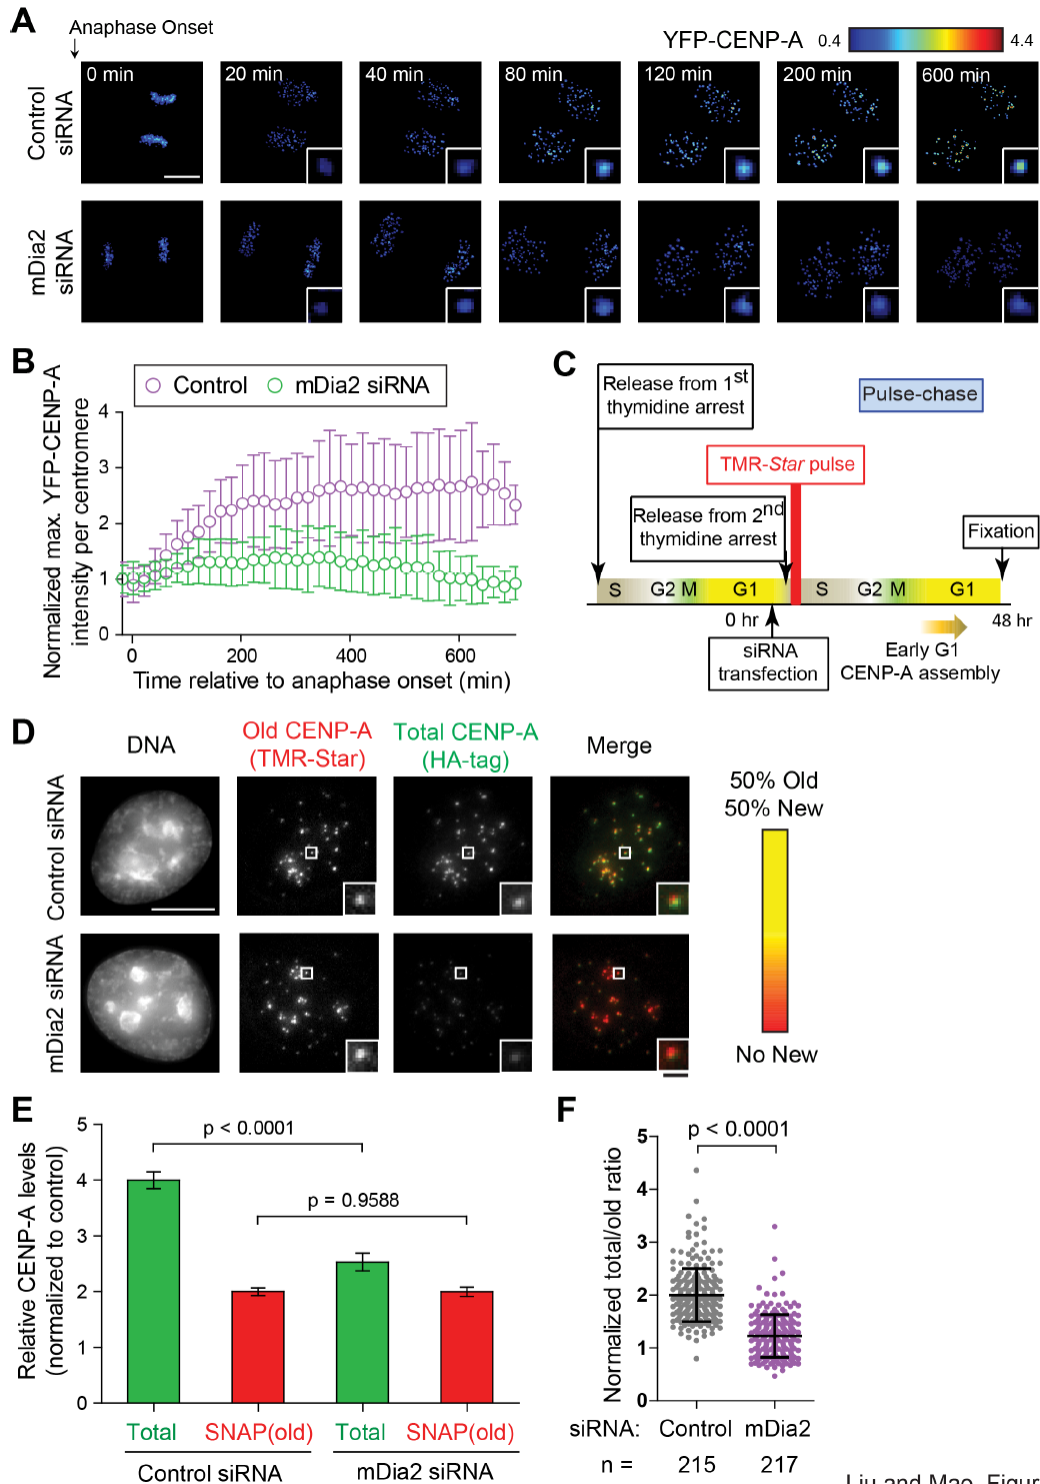 A
Anaphase Onset
YFP-CENP-A 0.4 4.4
0 min 20 min 40 min 80 min 120 min 200 min 600 min
Control siRNA
mDia2 siRNA
B
Control mDia2 siRNA
Normalized max. YFP-CENP-A
intensity per centromere
4
3
2
1
0
0 200 400 600
Time relative to anaphase onset (min)
C
Release from 1st
thymidine arrest
Pulse-chase
TMR-Star pulse
Release from 2nd
thymidine arrest
Fixation
S G2 M G1 S G2 M G1
0 hr 48 hr
siRNA
transfection
Early G1
CENP-A assembly
D
DNA
Old CENP-A
(TMR-Star)
Total CENP-A
(HA-tag)
Merge
Control siRNA
mDia2 siRNA
50% Old
50% New
No New
E
Relative CENP-A levels
(normalized to control)
5
4
3
2
1
0
p < 0.0001
p = 0.9588
Total SNAP(old) Total SNAP(old)
Control siRNA mDia2 siRNA
F
Normalized total/old ratio
5
4
3
2
1
0
p < 0.0001
siRNA: Control mDia2
n = 215 217